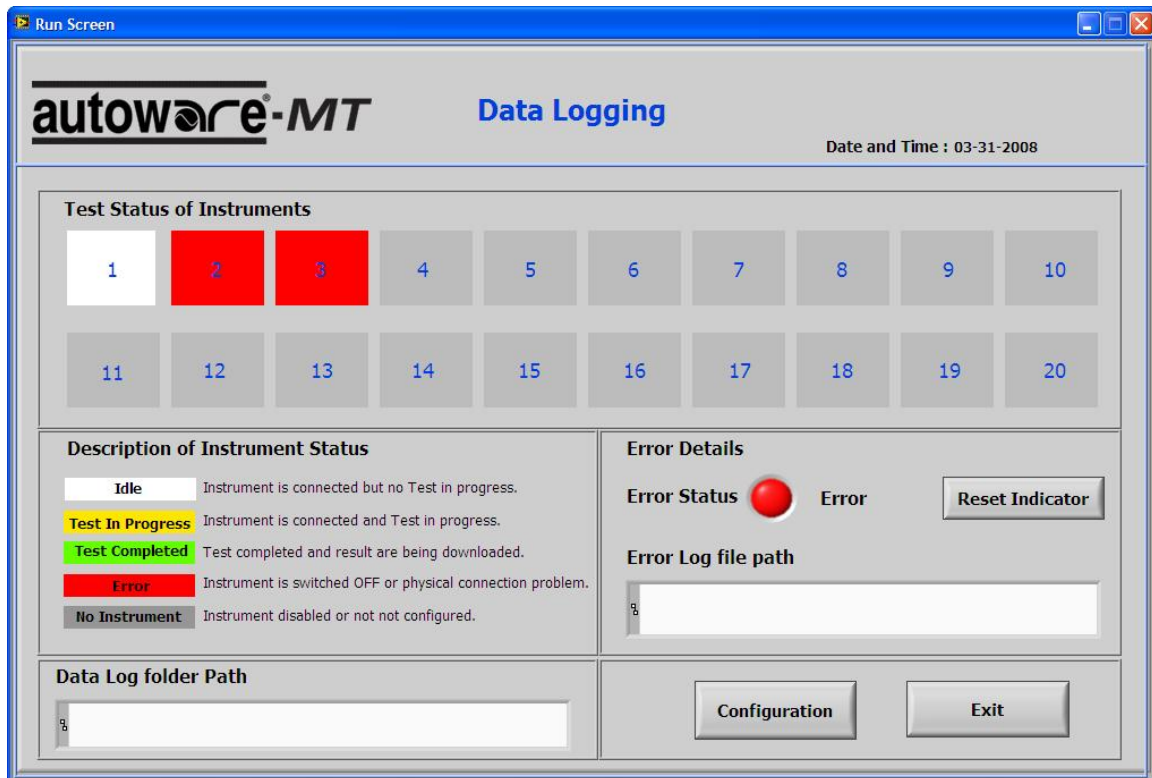 Run Screen
autoware®-MT
Data Logging
Date and Time : 03-31-2008
Test Status of Instruments
1 2 3 4 5 6 7 8 9 10
11 12 13 14 15 16 17 18 19 20
Description of Instrument Status
Idle Instrument is connected but no Test in progress.
Test In Progress Instrument is connected and Test in progress.
Test Completed Test completed and result are being downloaded.
Error Instrument is switched OFF or physical connection problem.
No Instrument Instrument disabled or not not configured.
Error Details
Error Status Error Reset Indicator
Error Log file path
Data Log folder Path
Configuration Exit